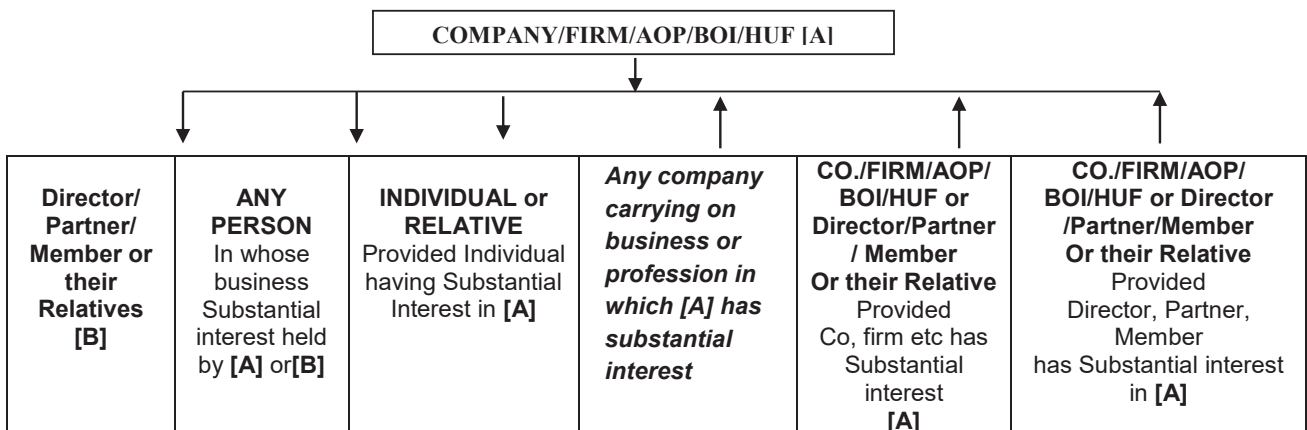 COMPANY/FIRM/AOP/BOI/HUF [A]
Director/
Partner/
Member or
their
Relatives
[B]
ANY
PERSON
In whose
business
Substantial
interest held
by [A] or[B]
INDIVIDUAL or
RELATIVE
Provided Individual
having Substantial
Interest in [A]
Any company
carrying on
business or
profession in
which [A] has
substantial
interest
CO./FIRM/AOP/
BOI/HUF or
Director/Partner
/ Member
Or their Relative
Provided
Co, firm etc has
Substantial
interest
[A]
CO./FIRM/AOP/
BOI/HUF or Director
/Partner/Member
Or their Relative
Provided
Director, Partner,
Member
has Substantial interest
in [A]